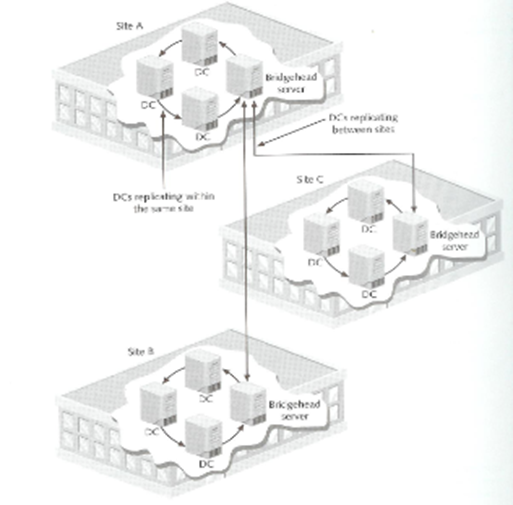 Site A
DC
DC
Bridgehead
server
DC
DCs replicating
between sites
DCs replicating within
the same site
Site C
DC
DC
Bridgehead
server
DC
Site B
DC
DC
Bridgehead
server
DC